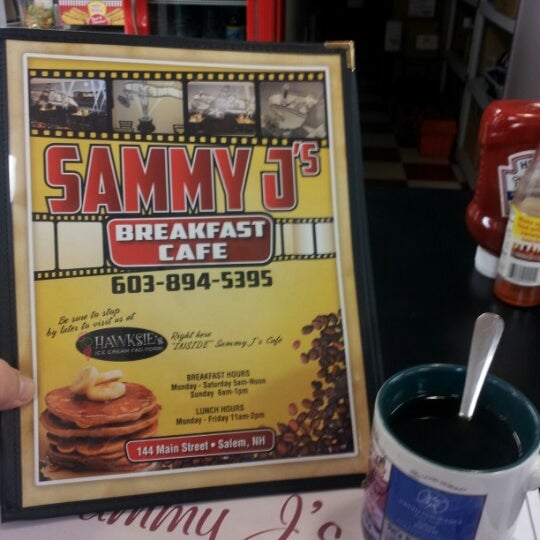 SAMMY J's
BREAKFAST
CAFE
603-894-5395
Be sure to stop
by later to visit us at
HAWKSIE's
ICE CREAM FACTORY
Right here
"INSIDE" Sammy J's Cafe
BREAKFAST HOURS
Monday - Saturday 5am-Noon
Sunday 6am-1pm
LUNCH HOURS
Monday - Friday 11am-2pm
144 Main Street • Salem, NH
Sammy J's